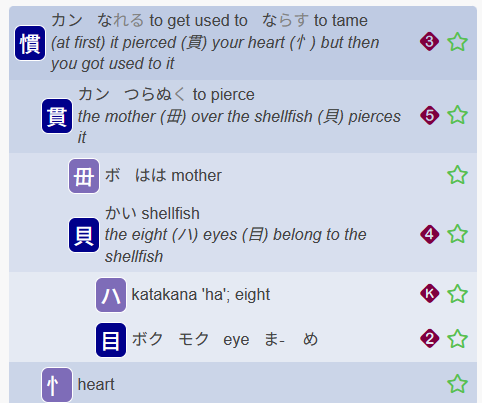 慣 カン なれる to get used to ならす to tame
(at first) it pierced (貫) your heart (忄) but then
you got used to it
3
貫 カン つらぬく to pierce
the mother (毌) over the shellfish (貝) pierces
it
5
毌 ボ はは mother
貝 かい shellfish
the eight (ハ) eyes (目) belong to the
shellfish
4
ハ katakana 'ha'; eight
K
目 ボク モク eye ま- め
2
忄 heart